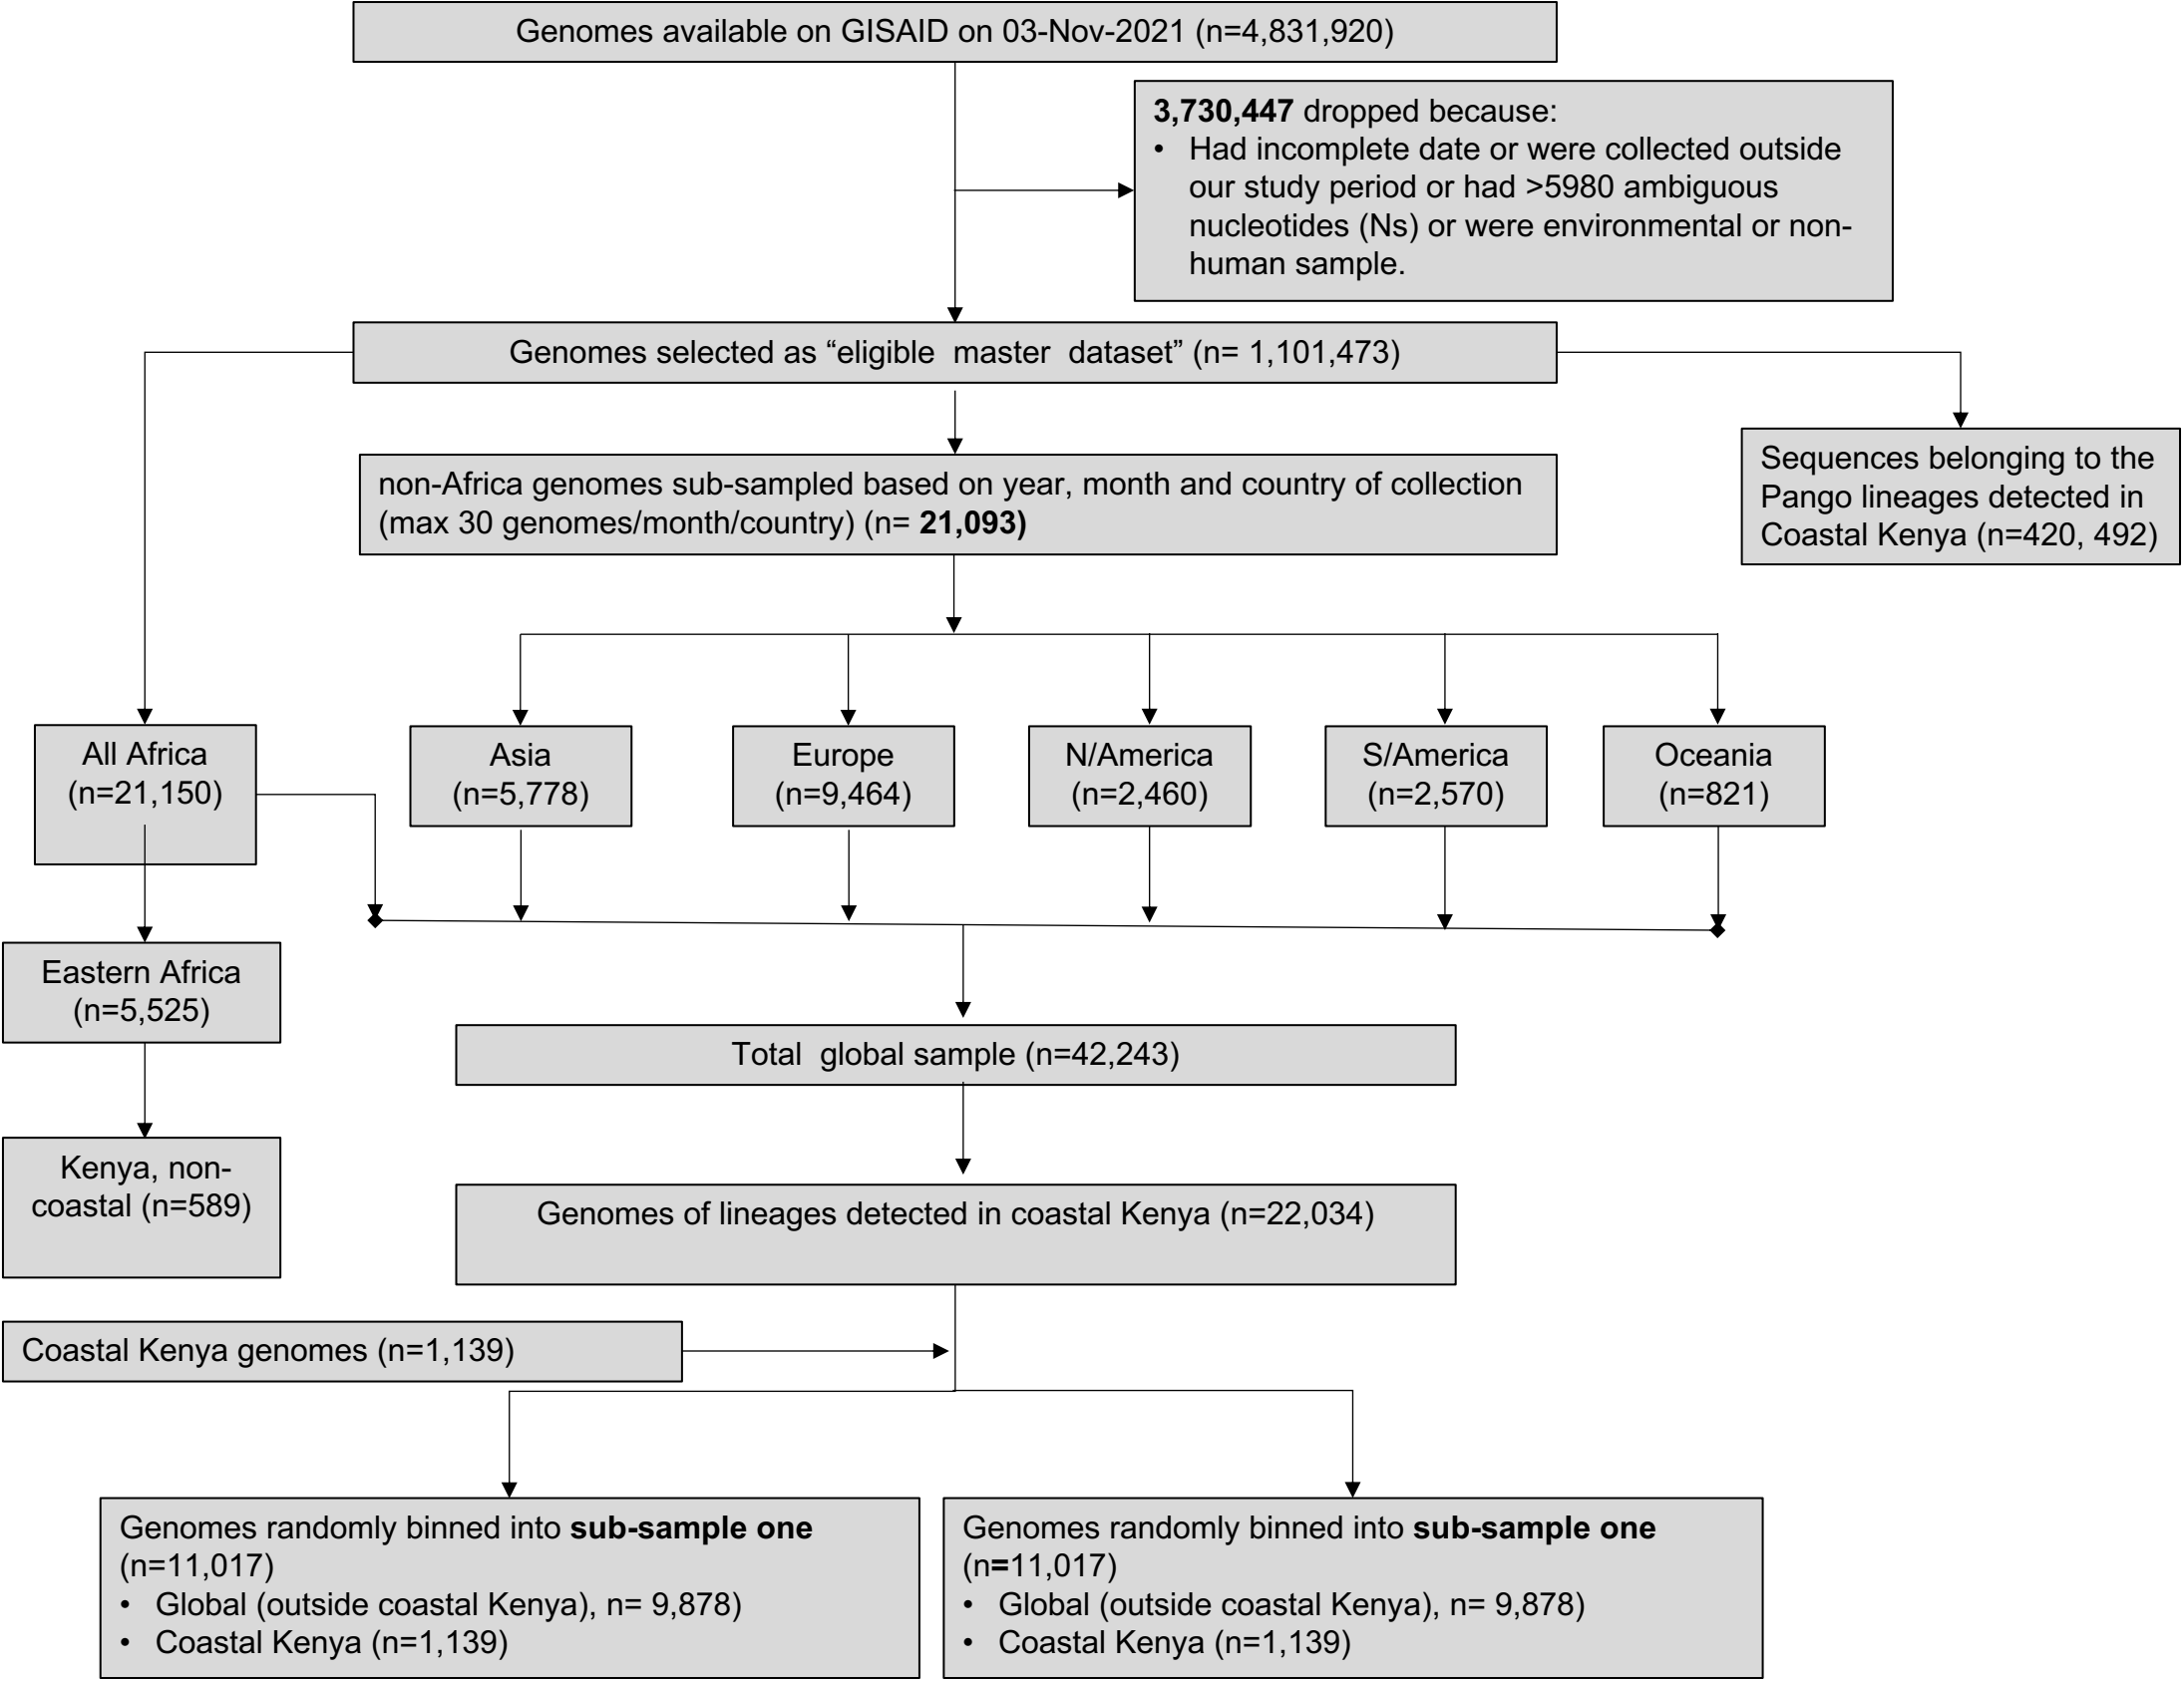 Genomes available on GISAID on 03-Nov-2021 (n=4,831,920)
3,730,447 dropped because:
• Had incomplete date or were collected outside
our study period or had >5980 ambiguous
nucleotides (Ns) or were environmental or non-
human sample.
Genomes selected as “eligible master dataset” (n= 1,101,473)
Sequences belonging to the
Pango lineages detected in
Coastal Kenya (n=420, 492)
non-Africa genomes sub-sampled based on year, month and country of collection
(max 30 genomes/month/country) (n= 21,093)
All Africa
(n=21,150)
Asia
(n=5,778)
Europe
(n=9,464)
N/America
(n=2,460)
S/America
(n=2,570)
Oceania
(n=821)
Eastern Africa
(n=5,525)
Total global sample (n=42,243)
Kenya, non-
coastal (n=589)
Genomes of lineages detected in coastal Kenya (n=22,034)
Coastal Kenya genomes (n=1,139)
Genomes randomly binned into sub-sample one
(n=11,017)
• Global (outside coastal Kenya), n= 9,878)
• Coastal Kenya (n=1,139)
Genomes randomly binned into sub-sample one
(n=11,017)
• Global (outside coastal Kenya), n= 9,878)
• Coastal Kenya (n=1,139)